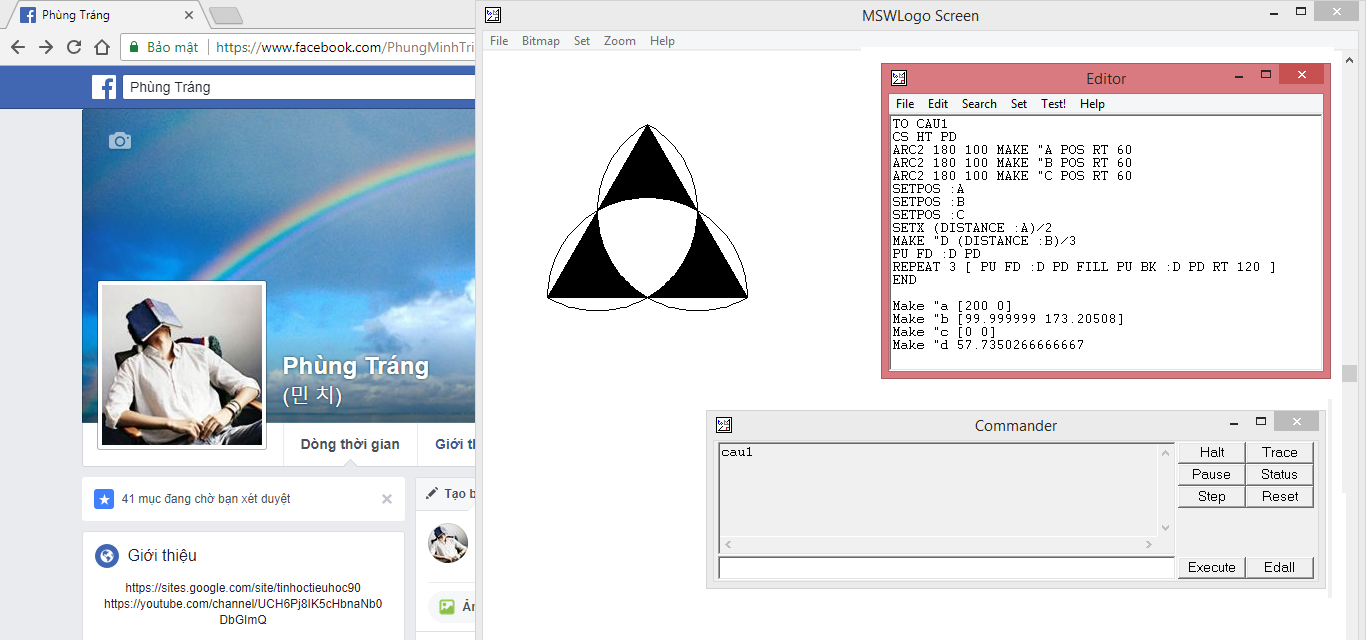 Phùng Tráng
Bảo mật
https://www.facebook.com/PhungMinhTri
Phùng Tráng
Phùng Tráng
(민 치)
Dòng thời gian
Giới th
41 mục đang chờ bạn xét duyệt
Tạo b
Giới thiệu
https://sites.google.com/site/tinhoctieuhoc90
https://youtube.com/channel/UCH6Pj8IK5cHbnaNb0
DbGImQ
Ản
MSWLogo Screen
File Bitmap Set Zoom Help
Editor
File Edit Search Set Test! Help
TO CAU1
CS HT PD
ARC2 180 100 MAKE "A POS RT 60
ARC2 180 100 MAKE "B POS RT 60
ARC2 180 100 MAKE "C POS RT 60
SETPOS :A
SETPOS :B
SETPOS :C
SETX (DISTANCE :A)/2
MAKE "D (DISTANCE :B)/3
PU FD :D PD
REPEAT 3 [ PU FD :D PD FILL PU BK :D PD RT 120 ]
END
Make "a [200 0]
Make "b [99.999999 173.20508]
Make "c [0 0]
Make "d 57.7350266666667
Commander
cau1
Halt Trace
Pause Status
Step Reset
Execute Edall